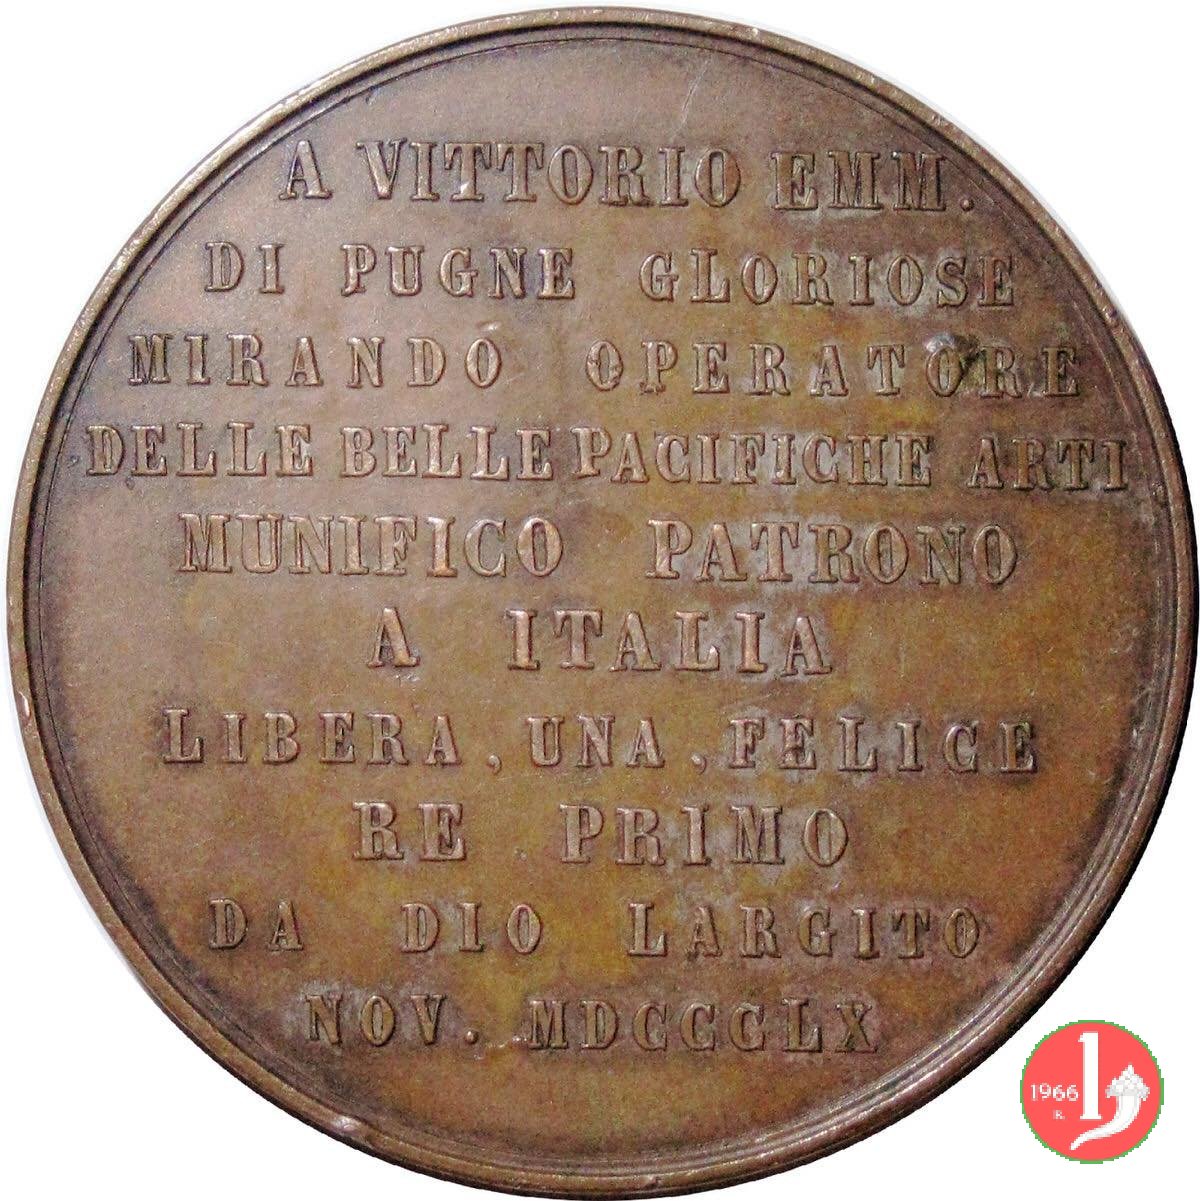 A VITTORIO EMM.
DI PUGNE GLORIOSE
MIRANDÓ OPERATORE
DELLE BELLE PACIFICHE ARTI
MUNIFICO PATRONO
A ITALIA
LIBERA, UNA, FELICE
RE PRIMO
DA DIO LARGITO
NOV. MDCCCLX
1966
R.